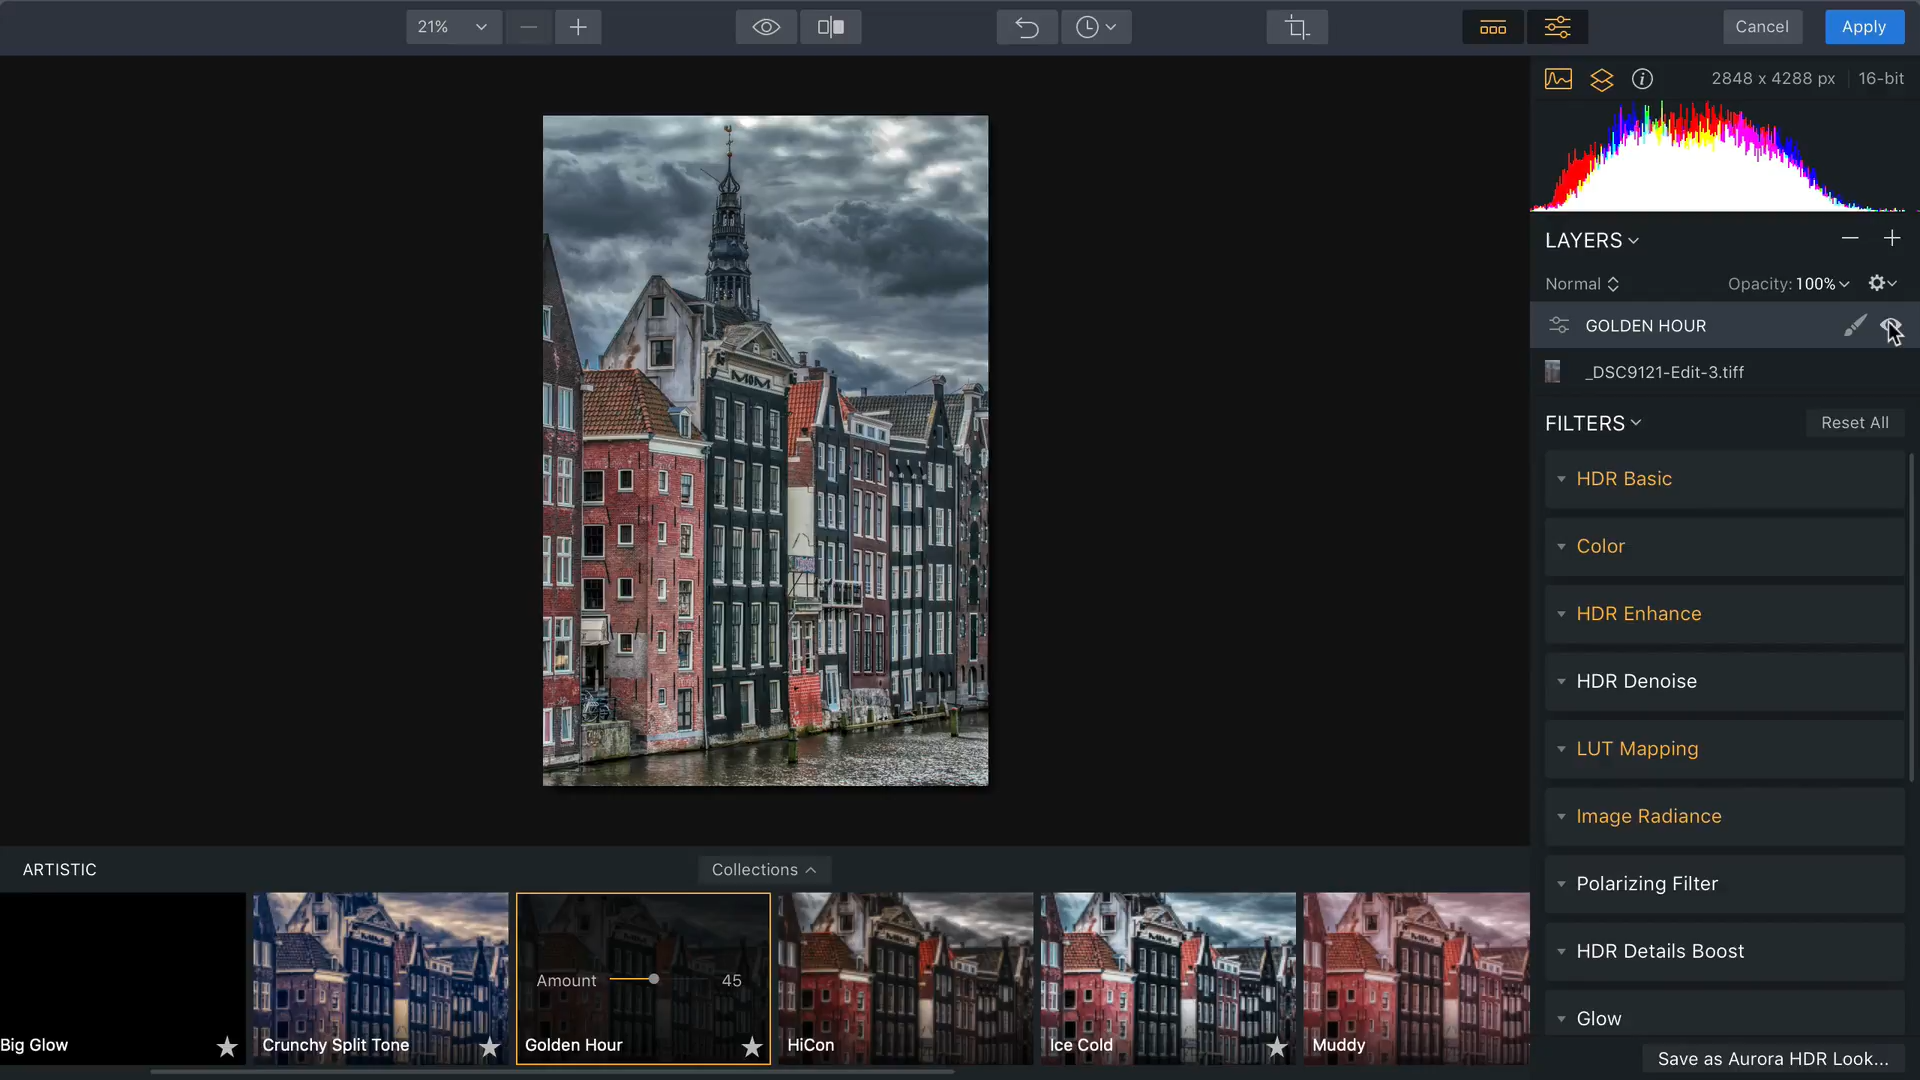 21%
Cancel
Apply
2848 x 4288 px
16-bit
LAYERS
Normal
Opacity: 100%
GOLDEN HOUR
_DSC9121-Edit-3.tiff
FILTERS
Reset All
HDR Basic
Color
HDR Enhance
HDR Denoise
LUT Mapping
Image Radiance
Polarizing Filter
HDR Details Boost
Glow
Save as Aurora HDR Look...
ARTISTIC
Collections
Big Glow
Crunchy Split Tone
Amount 45
Golden Hour
HiCon
Ice Cold
Muddy